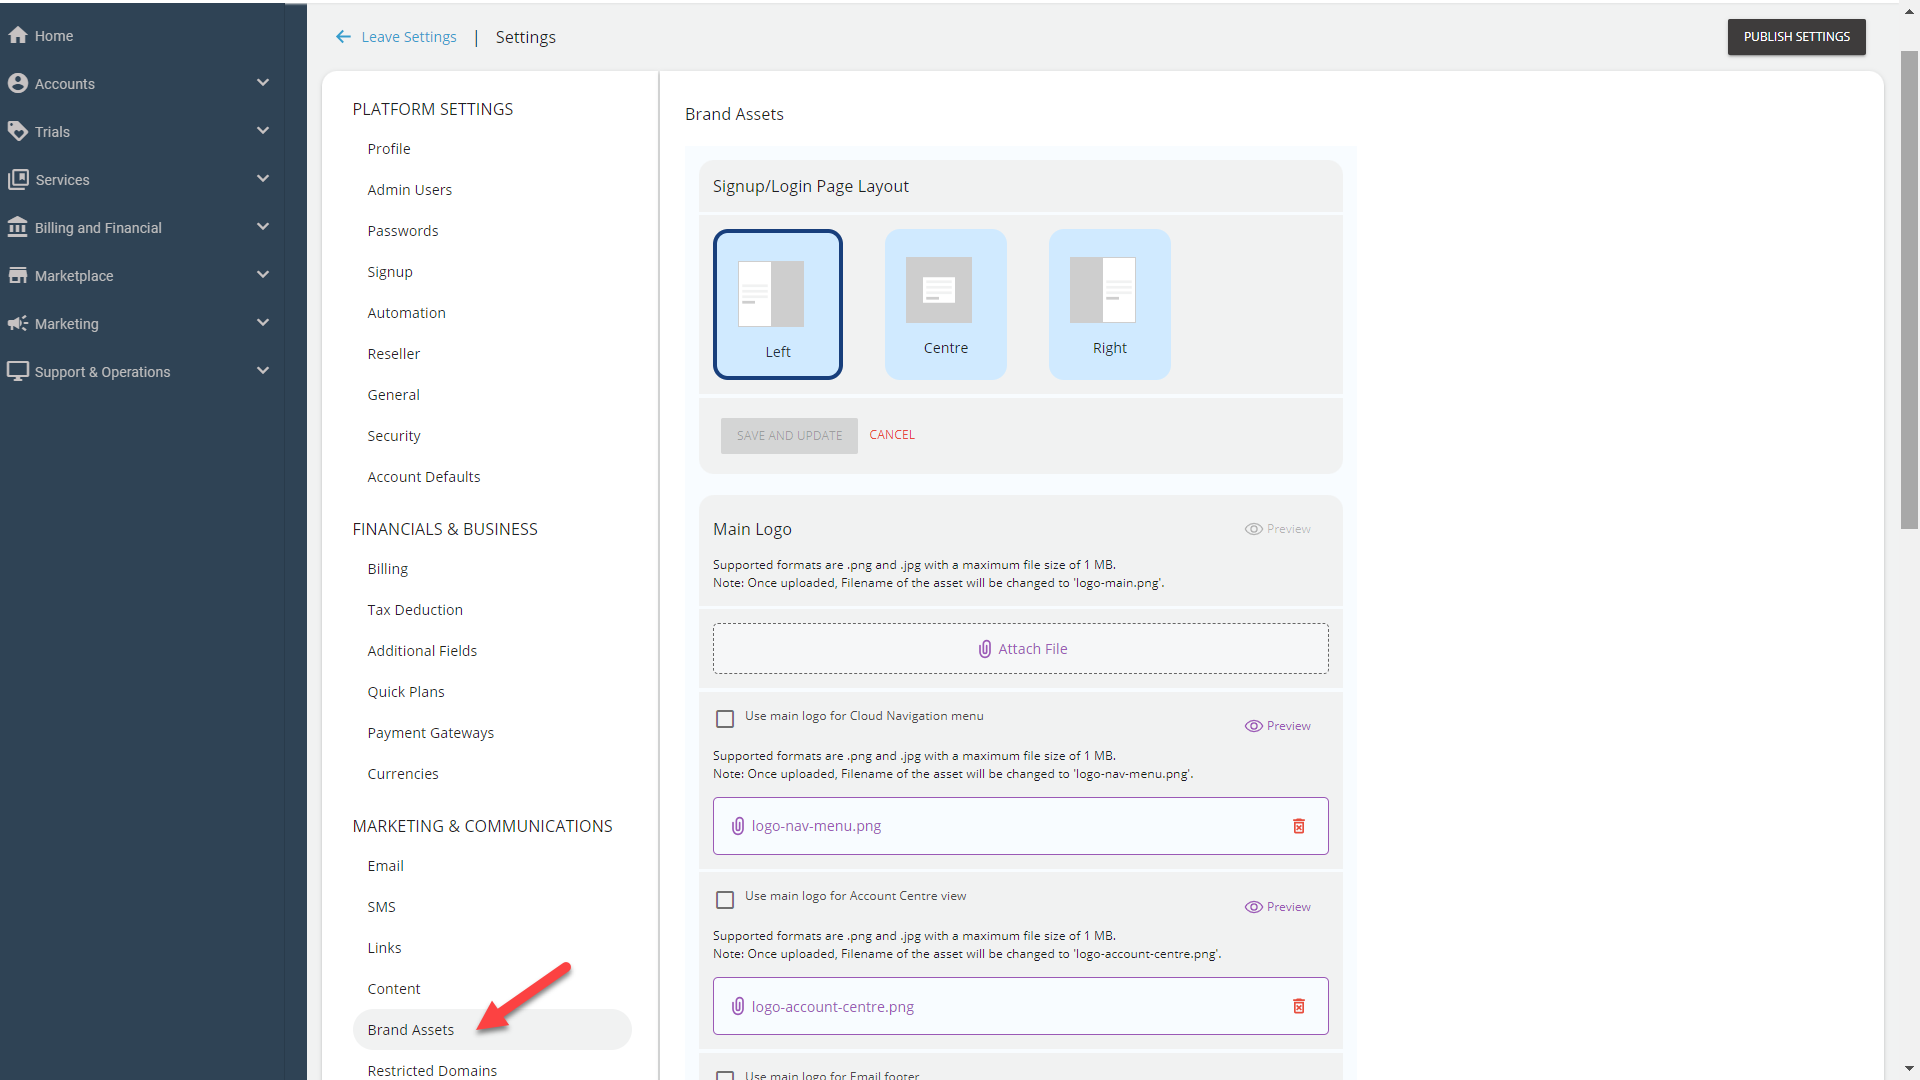 Home
Accounts
Trials
Services
Billing and Financial
Marketplace
Marketing
Support & Operations
Leave Settings | Settings
PUBLISH SETTINGS
PLATFORM SETTINGS
Profile
Admin Users
Passwords
Signup
Automation
Reseller
General
Security
Account Defaults
FINANCIALS & BUSINESS
Billing
Tax Deduction
Additional Fields
Quick Plans
Payment Gateways
Currencies
MARKETING & COMMUNICATIONS
Email
SMS
Links
Content
Brand Assets
Restricted Domains
Brand Assets
Signup/Login Page Layout
Left
Centre
Right
SAVE AND UPDATE
CANCEL
Main Logo
Preview
Supported formats are .png and .jpg with a maximum file size of 1 MB.
Note: Once uploaded, Filename of the asset will be changed to 'logo-main.png'.
Attach File
Use main logo for Cloud Navigation menu
Preview
Supported formats are .png and .jpg with a maximum file size of 1 MB.
Note: Once uploaded, Filename of the asset will be changed to 'logo-nav-menu.png'.
logo-nav-menu.png
Use main logo for Account Centre view
Preview
Supported formats are .png and .jpg with a maximum file size of 1 MB.
Note: Once uploaded, Filename of the asset will be changed to 'logo-account-centre.png'.
logo-account-centre.png
Use main logo for Email footer